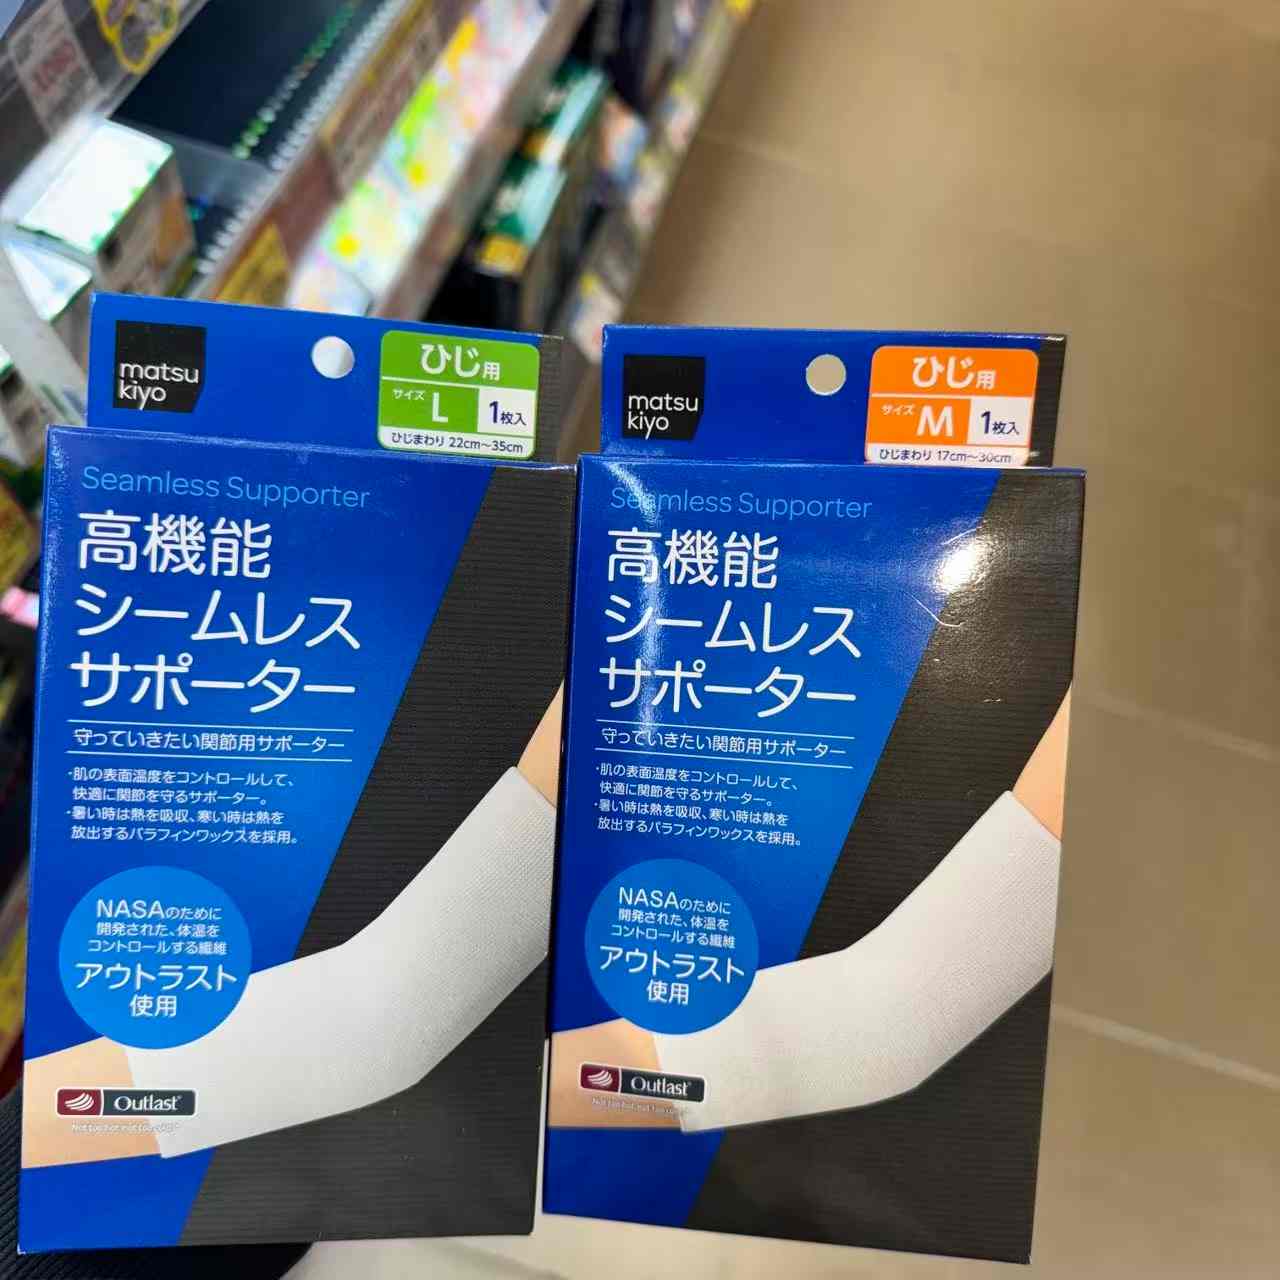 matsu
kiyo
ひじ用
サイズ L 1枚入
ひじまわり 22cm～35cm
Seamless Supporter
高機能
シームレス
サポーター
守っていきたい関節用サポーター
・肌の表面温度をコントロールして、
快適に関節を守るサポーター。
・暑い時は熱を吸収、寒い時は熱を
放出するパラフィンワックスを採用。
NASAのために
開発された、体温を
コントロールする繊維
アウトラスト
使用
Outlast
Not too hot, not too cold
matsu
kiyo
ひじ用
サイズ M 1枚入
ひじまわり 17cm～30cm
Seamless Supporter
高機能
シームレス
サポーター
守っていきたい関節用サポーター
・肌の表面温度をコントロールして、
快適に関節を守るサポーター。
・暑い時は熱を吸収、寒い時は熱を
放出するパラフィンワックスを採用。
NASAのために
開発された、体温を
コントロールする繊維
アウトラスト
使用
Outlast
Not too hot, not too cold